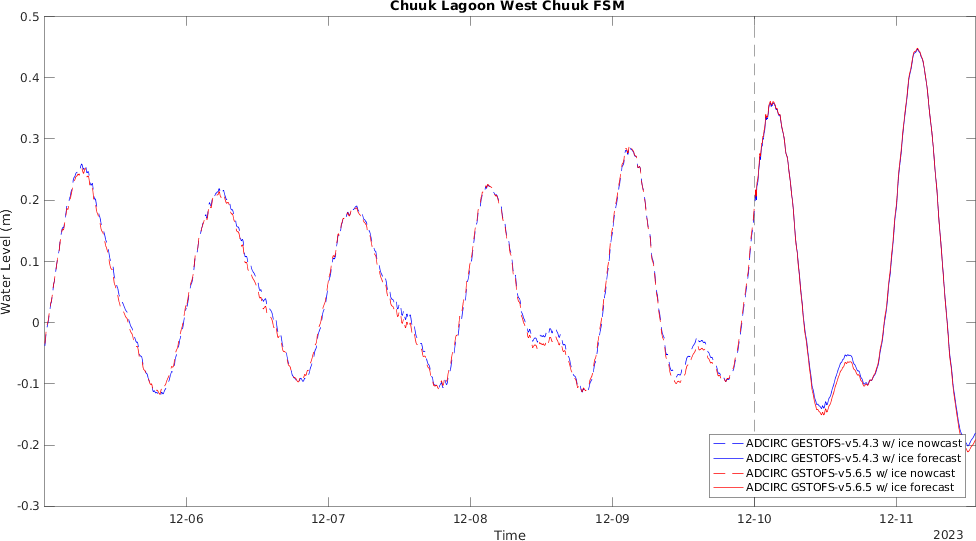 Chuuk Lagoon West Chuuk FSM
0.5
0.4
0.3
0.2
0.1
0
-0.1
-0.2
-0.3
Water Level (m)
ADCIRC GESTOFS-v5.4.3 w/ ice nowcast
ADCIRC GESTOFS-v5.4.3 w/ ice forecast
ADCIRC GSTOFS-v5.6.5 w/ ice nowcast
ADCIRC GSTOFS-v5.6.5 w/ ice forecast
12-06 12-07 12-08 12-09 12-10 12-11
Time
2023